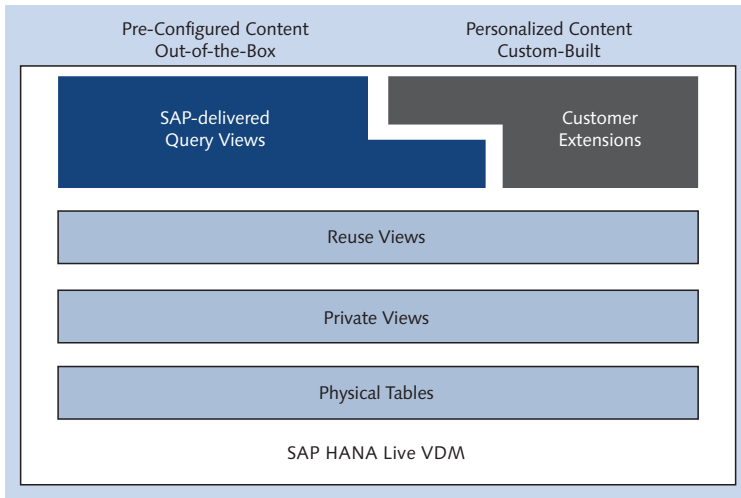 Pre-Configured Content
Out-of-the-Box
Personalized Content
Custom-Built
SAP-delivered
Query Views
Customer
Extensions
Reuse Views
Private Views
Physical Tables
SAP HANA Live VDM